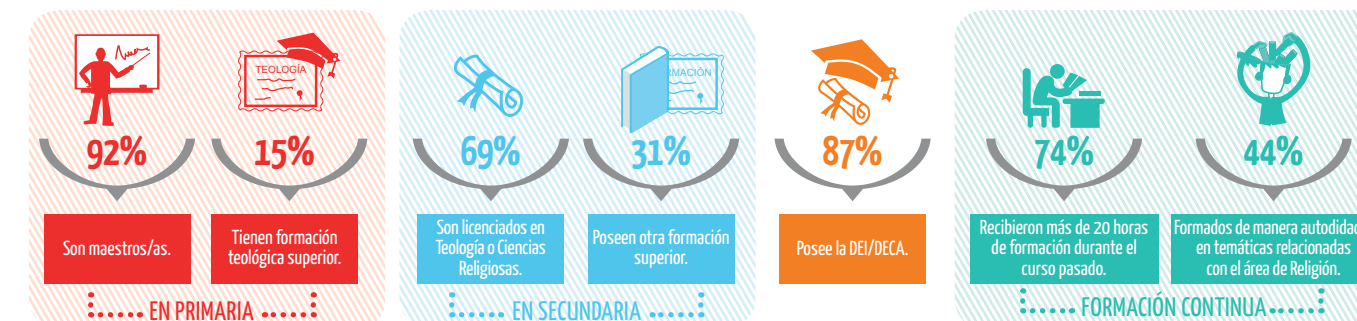 TEOLOGÍA
RMACIÓN
92%
15%
69%
31%
87%
74%
44%
Son maestros/as.
Tienen formación
teológica superior.
Son licenciados en
Teología o Ciencias
Religiosas.
Poseen otra formación
superior.
Posee la DEI/DECA.
Recibieron más de 20 horas
de formación durante el
curso pasado.
Formados de manera autodidac
en temáticas relacionadas
con el área de Religión.
EN PRIMARIA
EN SECUNDARIA
FORMACIÓN CONTINUA